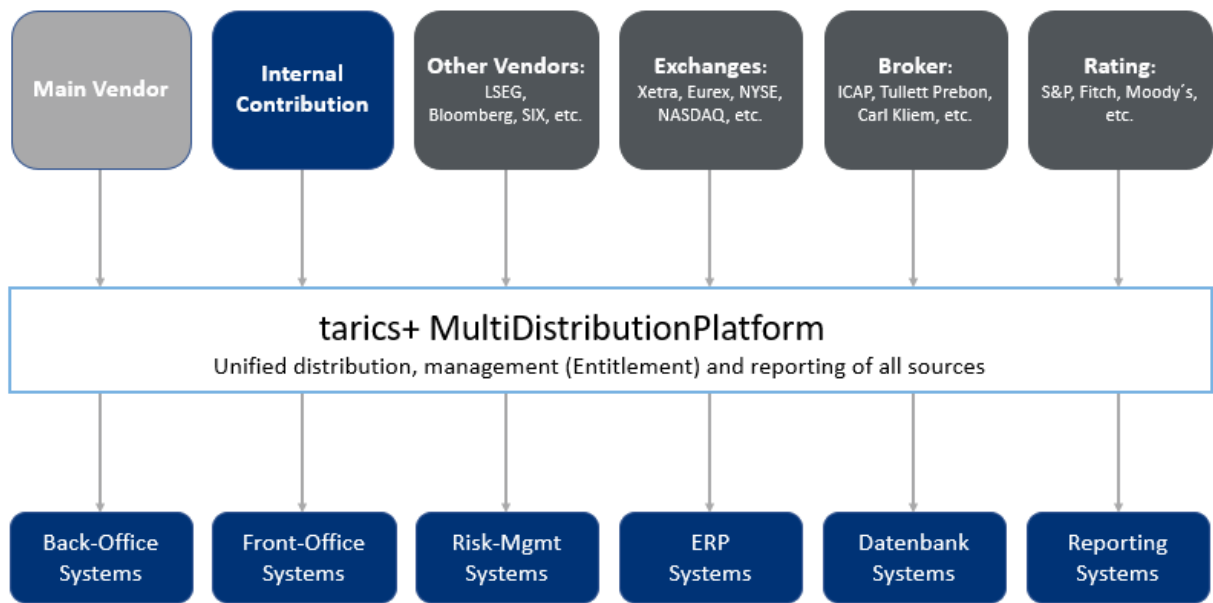 Main Vendor
Internal
Contribution
Other Vendors:
LSEG,
Bloomberg, SIX, etc.
Exchanges:
Xetra, Eurex, NYSE,
NASDAQ, etc.
Broker:
ICAP, Tullett Prebon,
Carl Kliem, etc.
Rating:
S&P, Fitch, Moody´s,
etc.
tarics+ MultiDistributionPlatform
Unified distribution, management (Entitlement) and reporting of all sources
Back-Office
Systems
Front-Office
Systems
Risk-Mgmt
Systems
ERP
Systems
Datenbank
Systems
Reporting
Systems